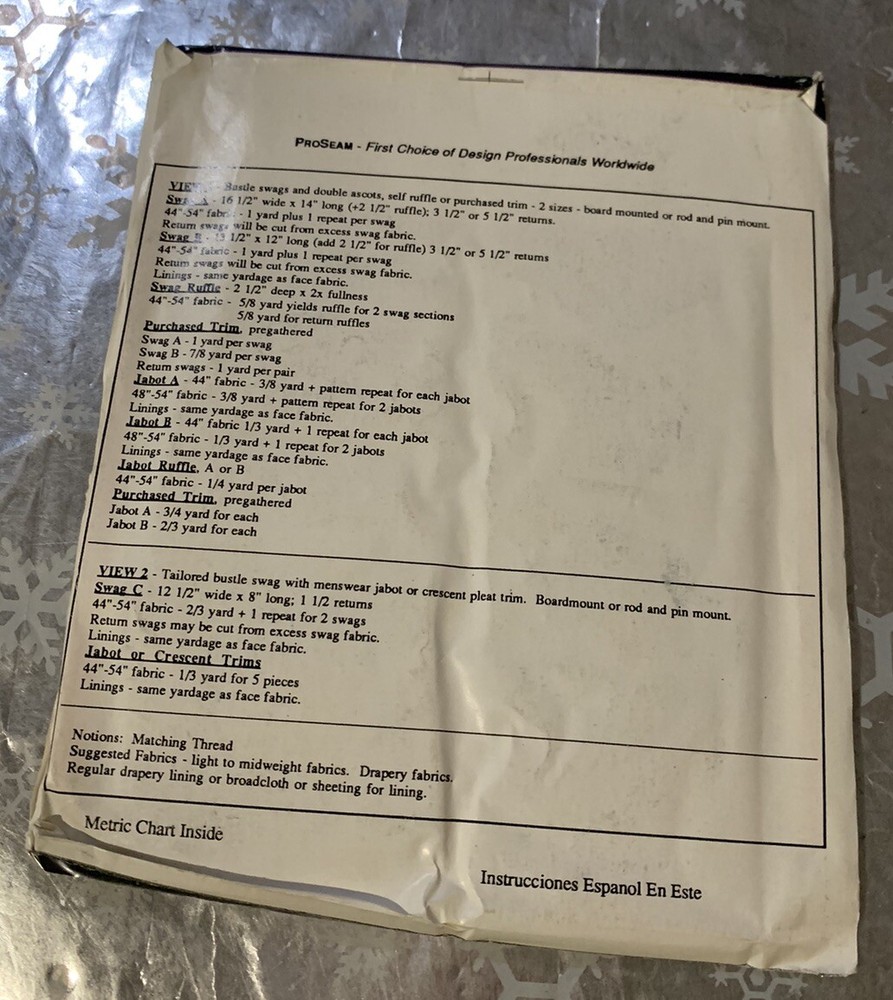 PROSEAM - First Choice of Design Professionals Worldwide
VIEW - Bastle swags and double ascots, self ruffle or purchased trim - 2 sizes - board mounted or rod and pin mount.
Swag A - 16 1/2" wide x 14" long (+2 1/2" ruffle); 3 1/2" or 5 1/2" returns.
44"-54" fabric - 1 yard plus 1 repeat per swag
Return swags will be cut from excess swag fabric.
Swag B - 13 1/2" x 12" long (add 2 1/2" for ruffle) 3 1/2" or 5 1/2" returns
44"-54" fabric - 1 yard plus 1 repeat per swag
Return swags will be cut from excess swag fabric.
Linings - same yardage as face fabric.
Swag Ruffle - 2 1/2" deep x 2x fullness
44"-54" fabric - 5/8 yard yields ruffle for 2 swag sections
5/8 yard for return ruffles
Purchased Trim, pregathered
Swag A - 1 yard per swag
Swag B - 7/8 yard per swag
Return swags - 1 yard per pair
Jabot A - 44" fabric - 3/8 yard + pattern repeat for each jabot
48"-54" fabric - 3/8 yard + pattern repeat for 2 jabots
Linings - same yardage as face fabric.
Jabot B - 44" fabric 1/3 yard + 1 repeat for each jabot
48"-54" fabric - 1/3 yard + 1 repeat for 2 jabots
Linings - same yardage as face fabric.
Jabot Ruffle, A or B
44"-54" fabric - 1/4 yard per jabot
Purchased Trim, pregathered
Jabot A - 3/4 yard for each
Jabot B - 2/3 yard for each
VIEW 2 - Tailored bustle swag with menswear jabot or crescent pleat trim. Boardmount or rod and pin mount.
Swag C - 12 1/2" wide x 8" long; 1 1/2 returns
44"-54" fabric - 2/3 yard + 1 repeat for 2 swags
Return swags may be cut from excess swag fabric.
Linings - same yardage as face fabric.
Jabot or Crescent Trims
44"-54" fabric - 1/3 yard for 5 pieces
Linings - same yardage as face fabric.
Notions: Matching Thread
Suggested Fabrics - light to midweight fabrics. Drapery fabrics.
Regular drapery lining or broadcloth or sheeting for lining.
Metric Chart Inside
Instrucciones Espanol En Este